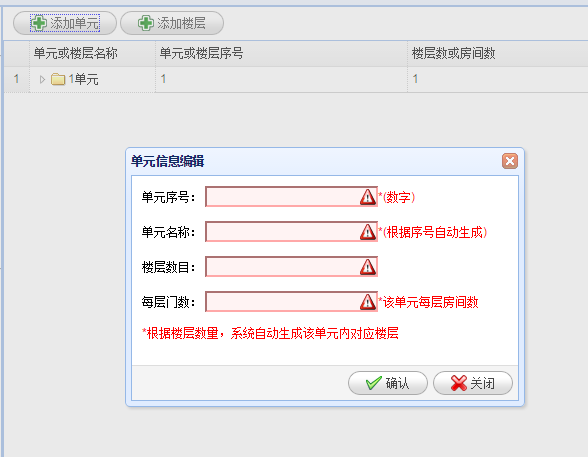 添加单元 添加楼层
单元或楼层名称 单元或楼层序号 楼层数或房间数
1 1单元 1 1
单元信息编辑
单元序号： *(数字)
单元名称： *(根据序号自动生成)
楼层数目：
每层门数： *该单元每层房间数
*根据楼层数量，系统自动生成该单元内对应楼层
确认 关闭